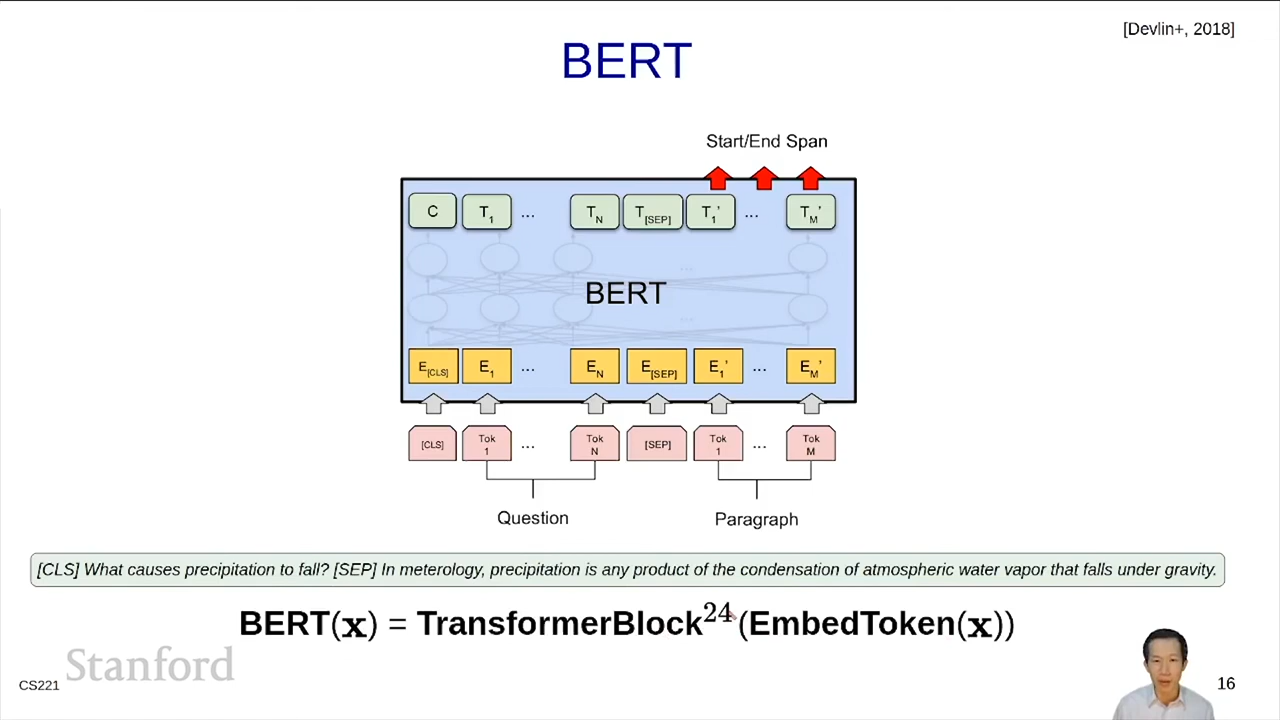 [Devlin+, 2018]
BERT
Start/End Span
C T1 ... TN T[SEP] T1' ... TM'
BERT
E[CLS] E1 ... EN E[SEP] E1' ... EM'
[CLS] Tok 1 ... Tok N [SEP] Tok 1 ... Tok M
Question Paragraph
[CLS] What causes precipitation to fall? [SEP] In meterology, precipitation is any product of the condensation of atmospheric water vapor that falls under gravity.
BERT(x) = TransformerBlock^24(EmbedToken(x))
Stanford
CS221
16